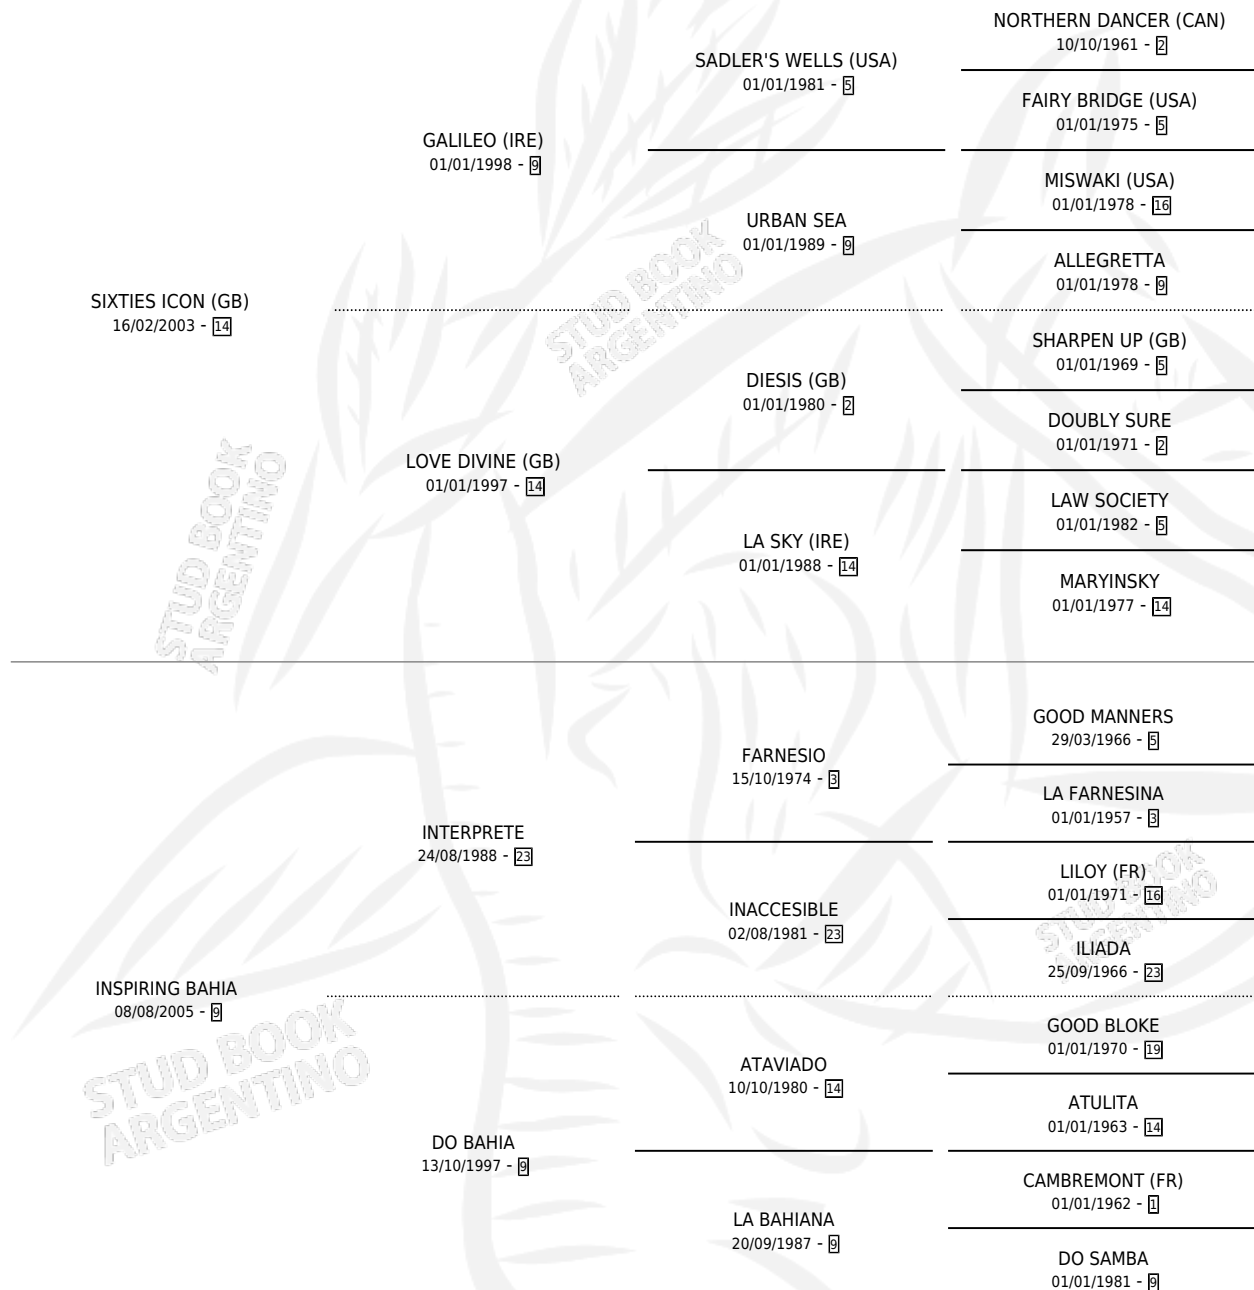 NORTHERN DANCER (CAN)
10/10/1961 - 2
SADLER'S WELLS (USA)
01/01/1981 - 5
FAIRY BRIDGE (USA)
01/01/1975 - 5
GALILEO (IRE)
01/01/1998 - 9
MISWAKI (USA)
01/01/1978 - 16
URBAN SEA
01/01/1989 - 9
ALLEGRETTA
01/01/1978 - 9
SIXTIES ICON (GB)
16/02/2003 - 14
STUD BOOK
ARGENTINO
SHARPEN UP (GB)
01/01/1969 - 5
DIESIS (GB)
01/01/1980 - 2
DOUBLY SURE
01/01/1971 - 2
LOVE DIVINE (GB)
01/01/1997 - 14
LAW SOCIETY
01/01/1982 - 5
LA SKY (IRE)
01/01/1988 - 14
MARYINSKY
01/01/1977 - 14
STUD BOOK
ARGENTINO
GOOD MANNERS
29/03/1966 - 5
FARNESIO
15/10/1974 - 3
LA FARNESINA
01/01/1957 - 3
INTERPRETE
24/08/1988 - 23
LILOY (FR)
01/01/1971 - 16
INACCESIBLE
02/08/1981 - 23
STUD BOOK
ARGENTINO
ILIADA
25/09/1966 - 23
INSPIRING BAHIA
08/08/2005 - 9
STUD BOOK
ARGENTINO
GOOD BLOKE
01/01/1970 - 19
ATAVIADO
10/10/1980 - 14
ATULITA
01/01/1963 - 14
DO BAHIA
13/10/1997 - 9
CAMBREMONT (FR)
01/01/1962 - 1
LA BAHIANA
20/09/1987 - 9
DO SAMBA
01/01/1981 - 9